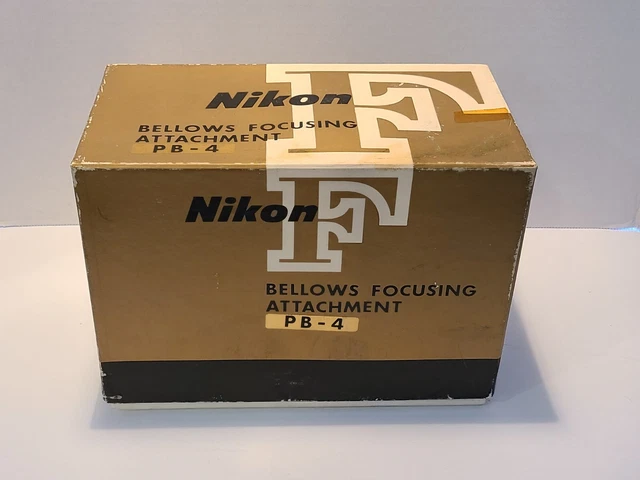 Nikon F
BELLOWS FOCUSING
ATTACHMENT
PB-4
Nikon F
BELLOWS FOCUSING
ATTACHMENT
PB-4